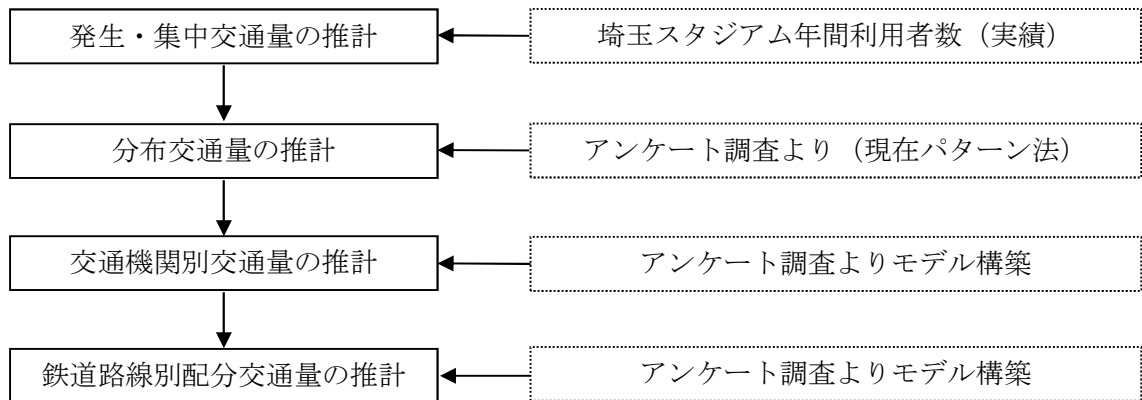 発生・集中交通量の推計
埼玉スタジアム年間利用者数（実績）
分布交通量の推計
アンケート調査より（現在パターン法）
交通機関別交通量の推計
アンケート調査よりモデル構築
鉄道路線別配分交通量の推計
アンケート調査よりモデル構築